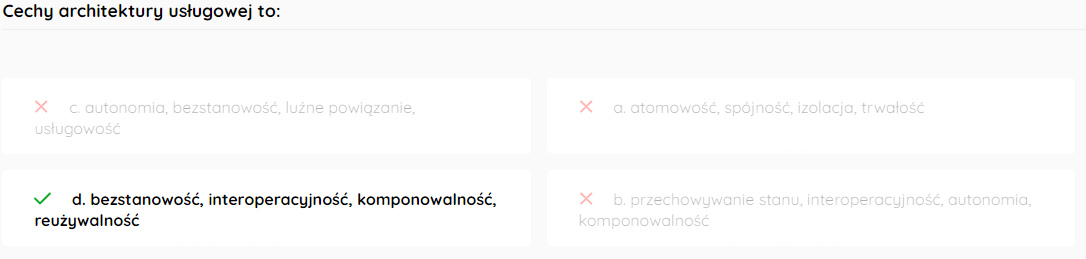 Cechy architektury usługowej to:
c. autonomia, bezstanowość, luźne powiązanie,
usługowość
a. atomowość, spójność, izolacja, trwałość
d. bezstanowość, interoperacyjność, komponowalność,
reużywalność
b. przechowywanie stanu, interoperacyjność, autonomia,
komponowalność